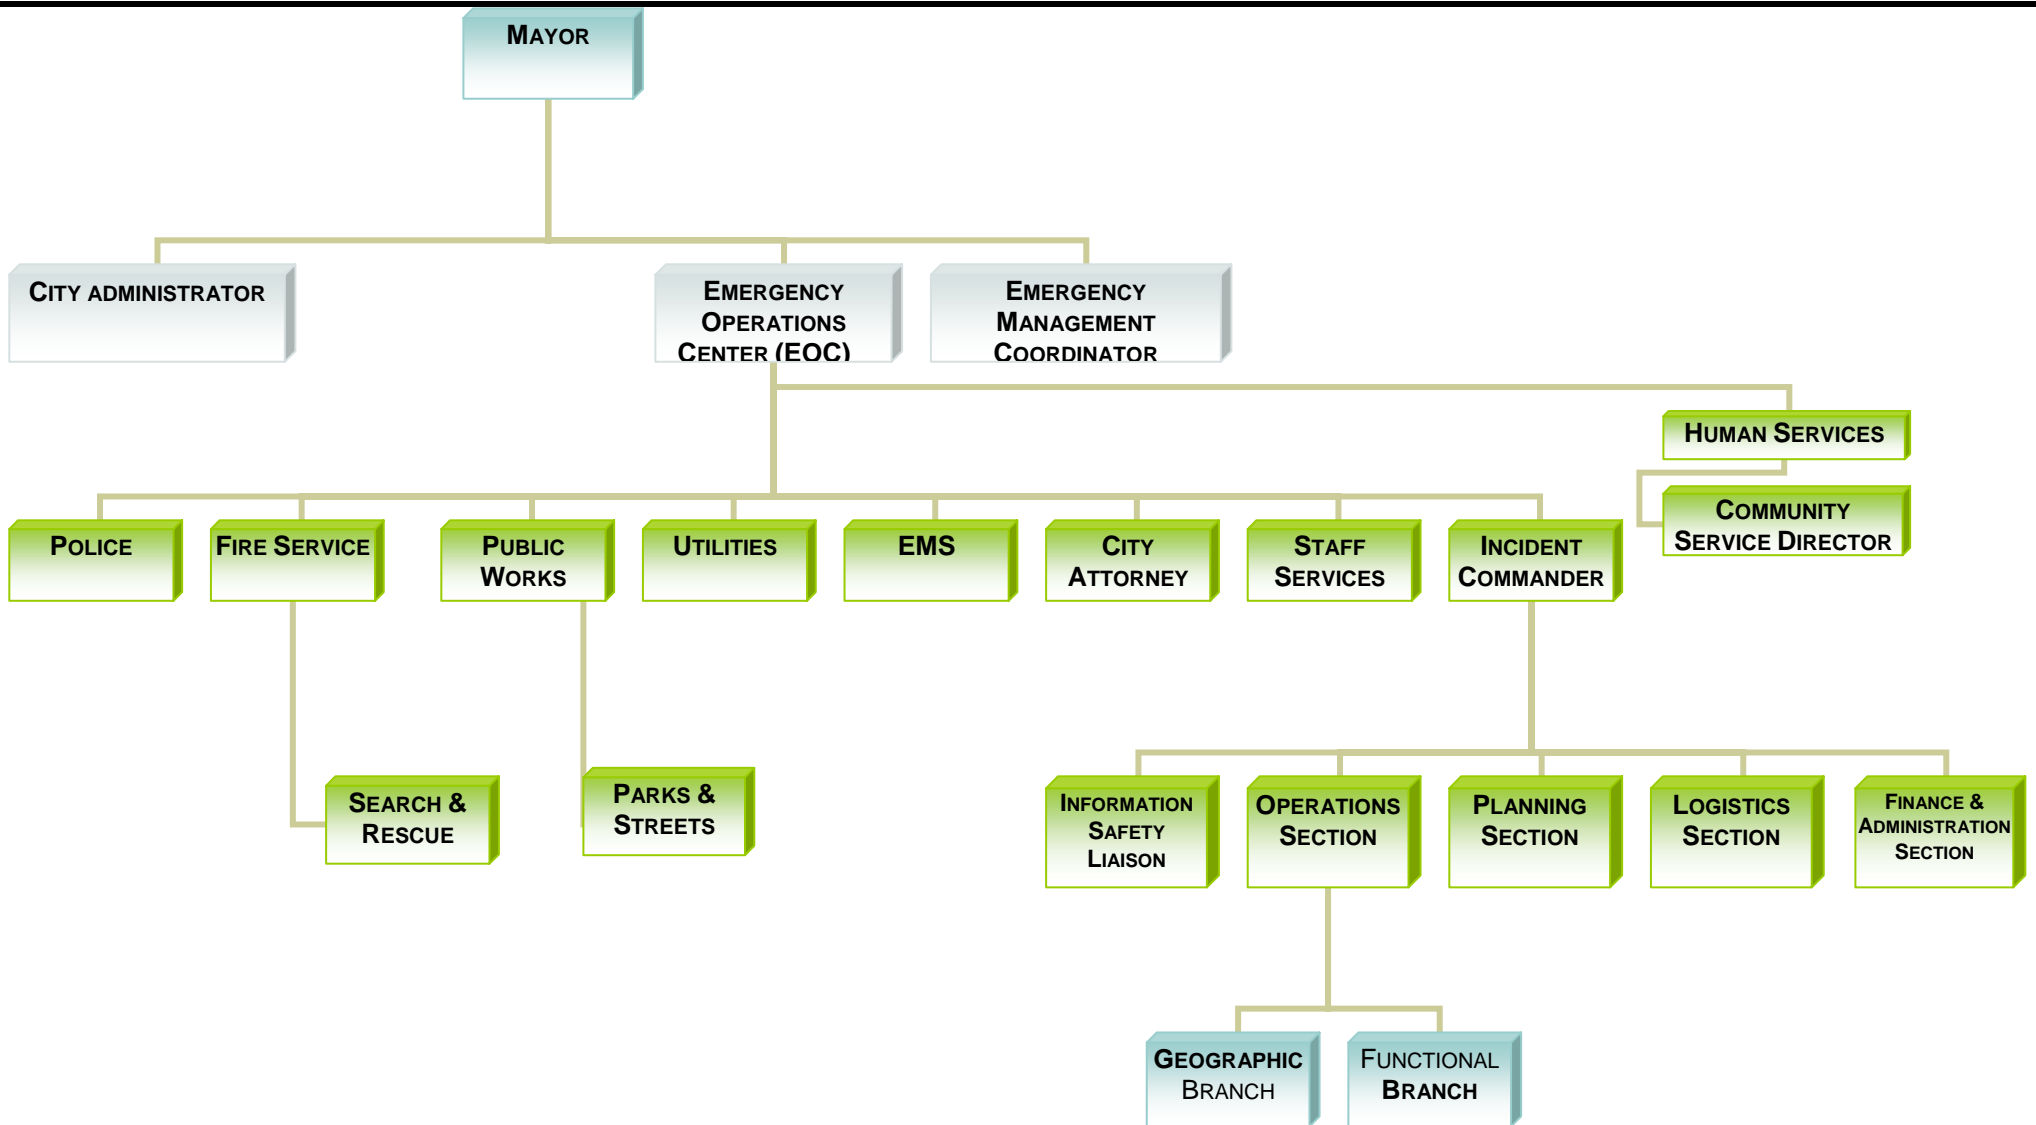 MAYOR
CITY ADMINISTRATOR
EMERGENCY
OPERATIONS
CENTER (EOC)
EMERGENCY
MANAGEMENT
COORDINATOR
HUMAN SERVICES
COMMUNITY
SERVICE DIRECTOR
POLICE
FIRE SERVICE
PUBLIC
WORKS
UTILITIES
EMS
CITY
ATTORNEY
STAFF
SERVICES
INCIDENT
COMMANDER
SEARCH &
RESCUE
PARKS &
STREETS
INFORMATION
SAFETY
LIAISON
OPERATIONS
SECTION
PLANNING
SECTION
LOGISTICS
SECTION
FINANCE &
ADMINISTRATION
SECTION
GEOGRAPHIC
BRANCH
FUNCTIONAL
BRANCH